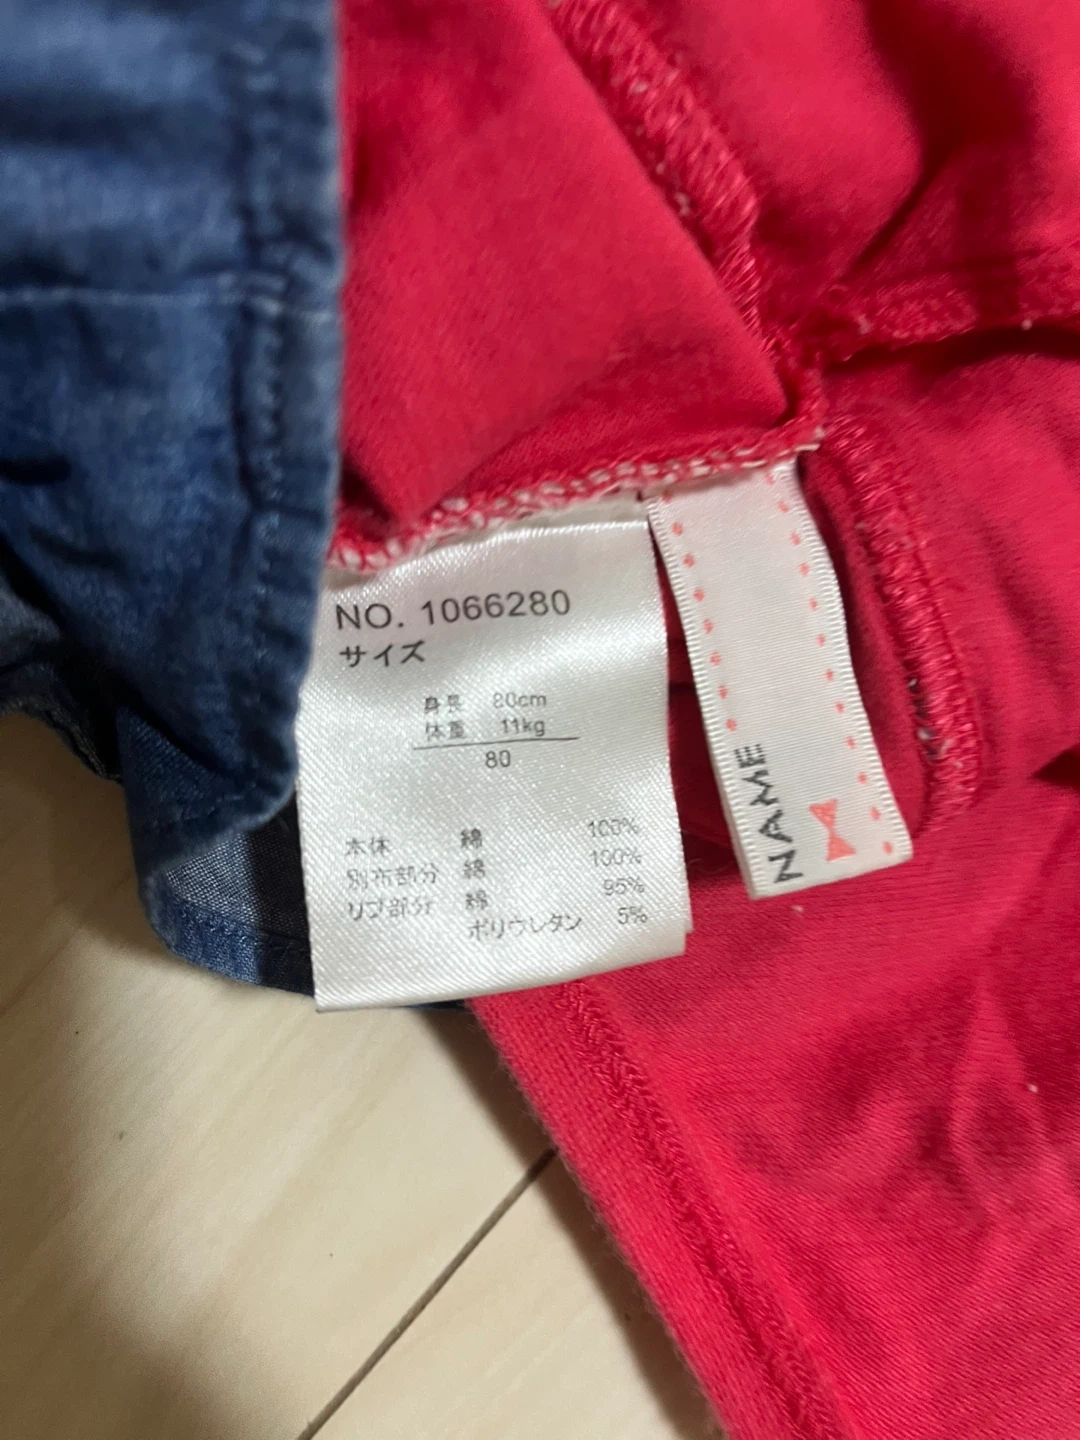 NO. 1066280
サイズ
身長 80cm
体重 11kg
80
本体 綿 100%
別布部分 綿 100%
リブ部分 綿 95%
ポリウレタン 5%
NAME